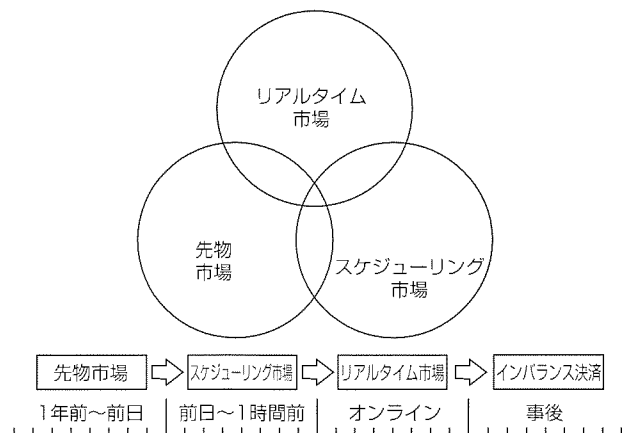 リアルタイム
市場
先物
市場
スケジューリング
市場
先物市場
スケジューリング市場
リアルタイム市場
インバランス決済
1年前～前日
前日～1時間前
オンライン
事後